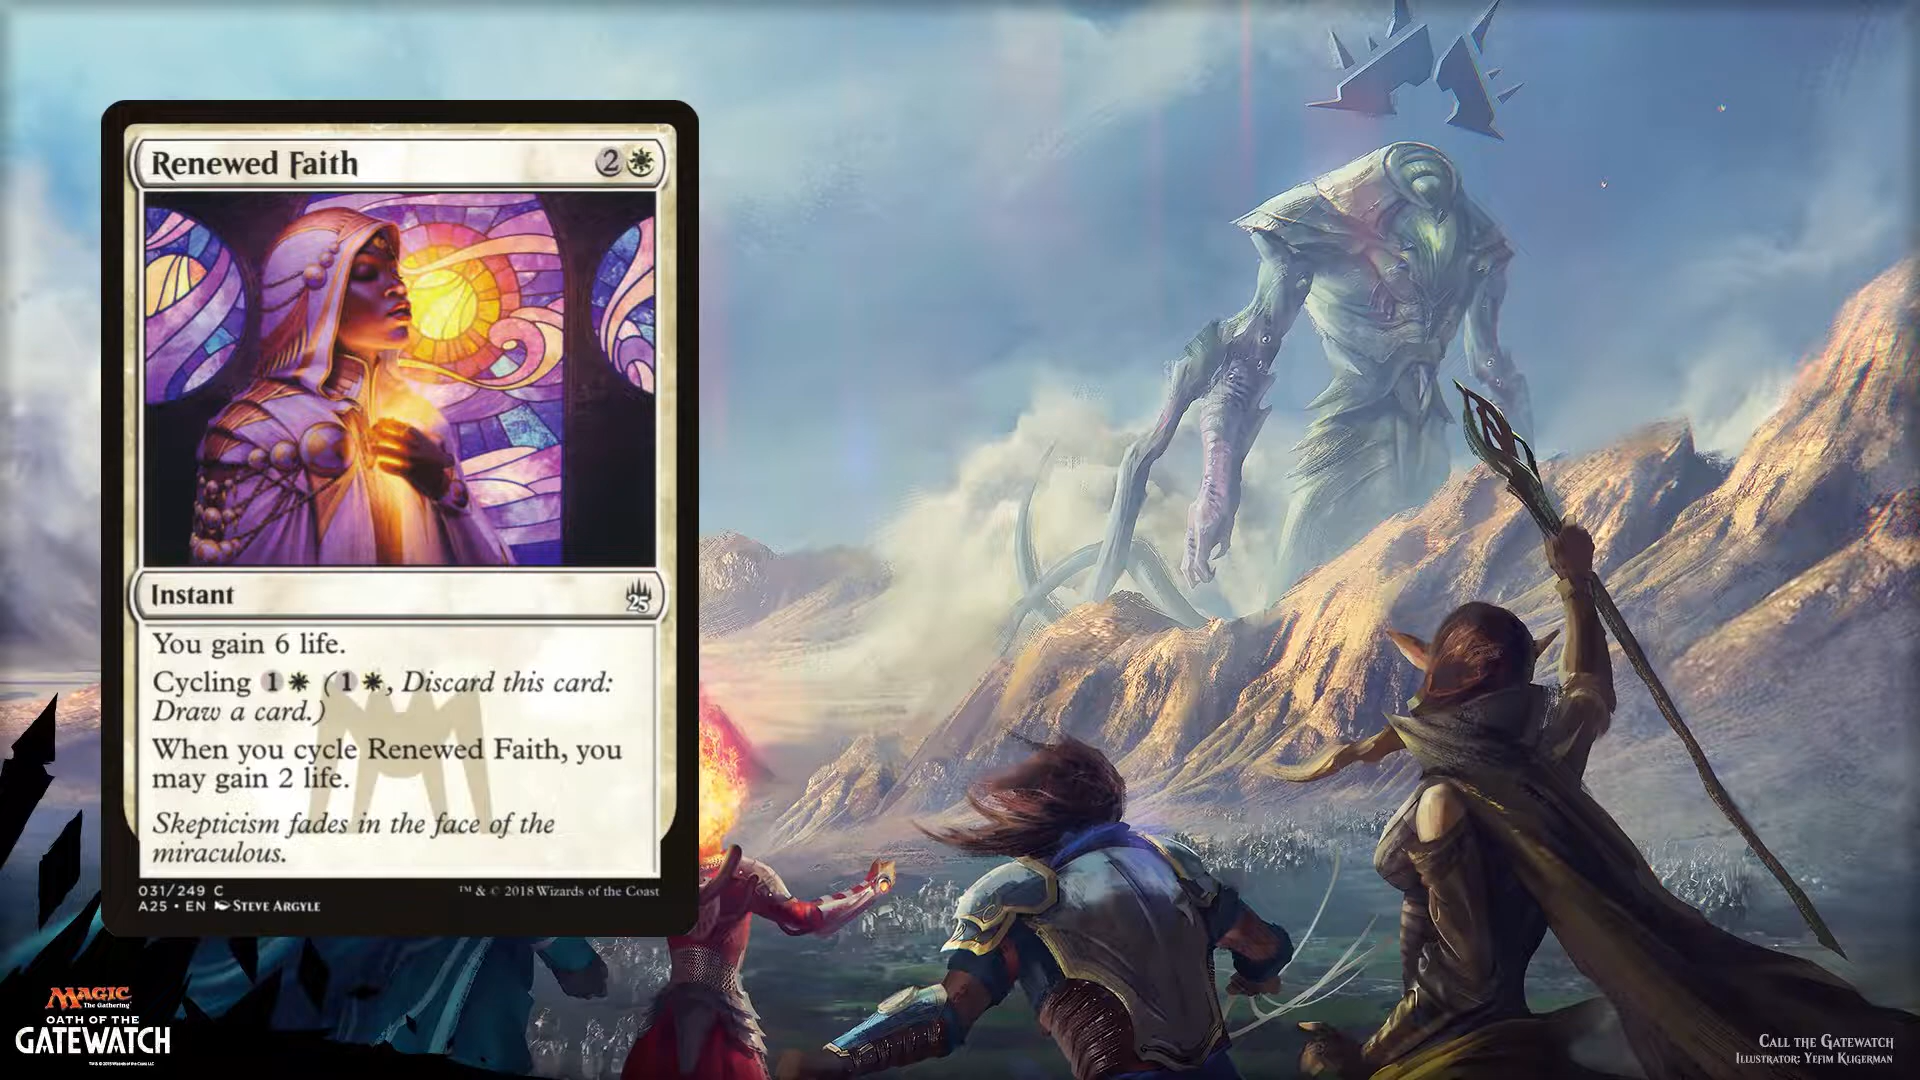 Renewed Faith 2
Instant
25
You gain 6 life.
Cycling 1 (1 , Discard this card:
Draw a card.)
When you cycle Renewed Faith, you
may gain 2 life.
Skepticism fades in the face of the
miraculous.
031/249 C
™ & © 2018 Wizards of the Coast
A25 • EN Steve Argyle
MAGIC
The Gathering
OATH OF THE
GATEWATCH
Call the Gatewatch
Illustrator: Yefim Kligerman